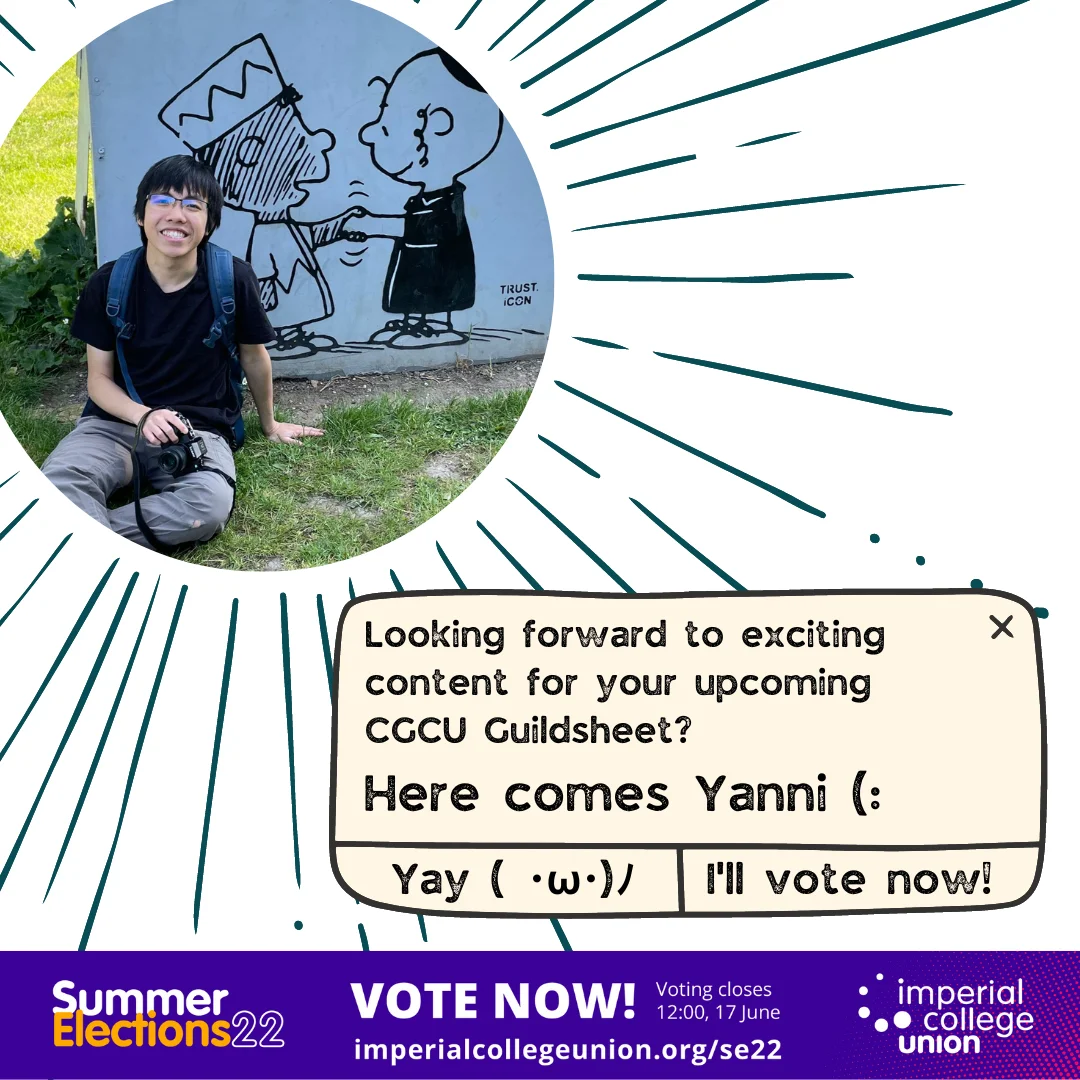 TRUST.
ICON
Looking forward to exciting
content for your upcoming
CGCU Guildsheet?
Here comes Yanni (:
Yay ( ･ω･)ﾉ
I'll vote now!
Summer
Elections22
VOTE NOW!
Voting closes
12:00, 17 June
imperialcollegeunion.org/se22
imperial
college
union